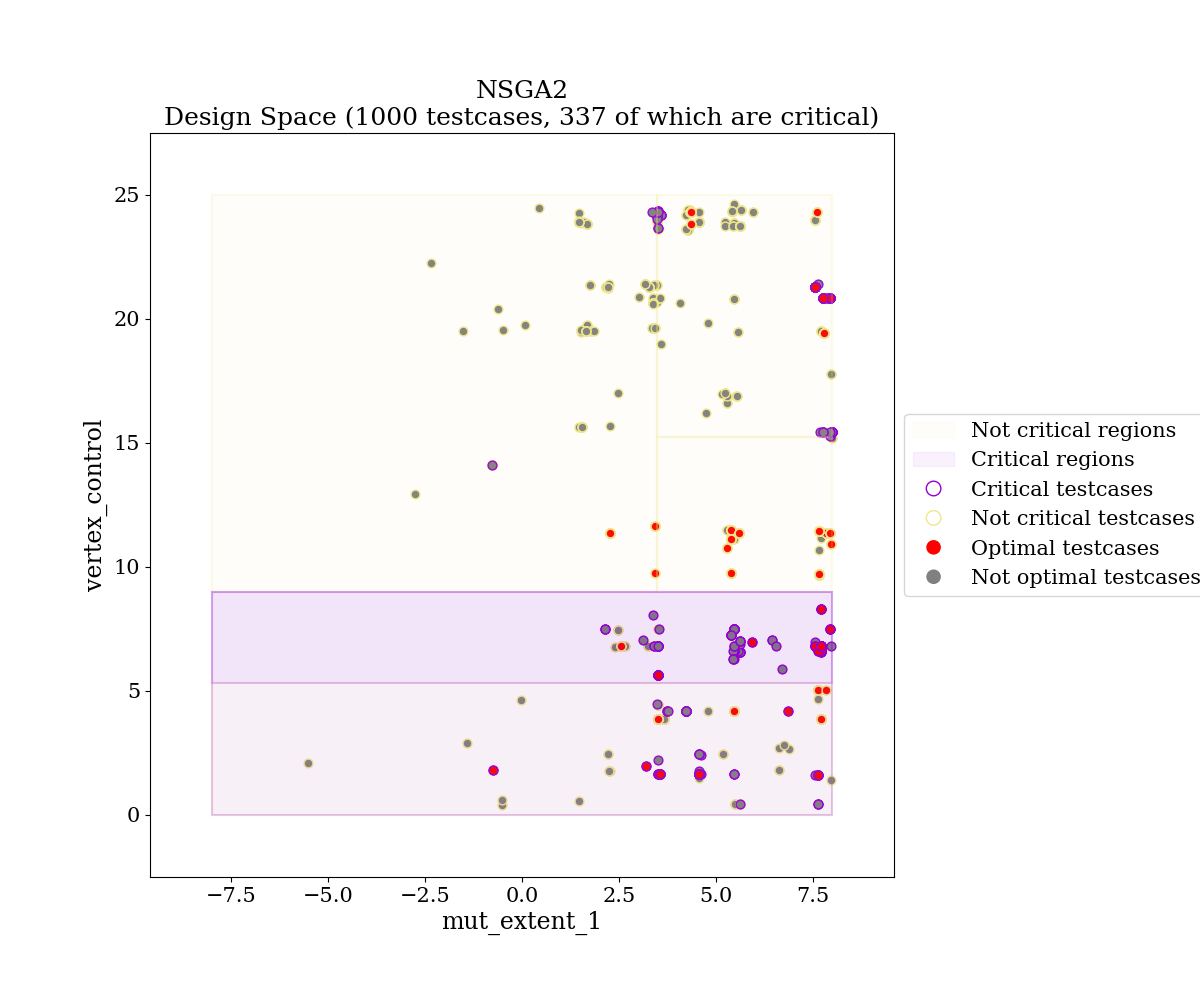 NSGA2
Design Space (1000 testcases, 337 of which are critical)
25
20
15
10
5
0
vertex_control
−7.5
−5.0
−2.5
0.0
2.5
5.0
7.5
mut_extent_1
Not critical regions
Critical regions
Critical testcases
Not critical testcases
Optimal testcases
Not optimal testcases